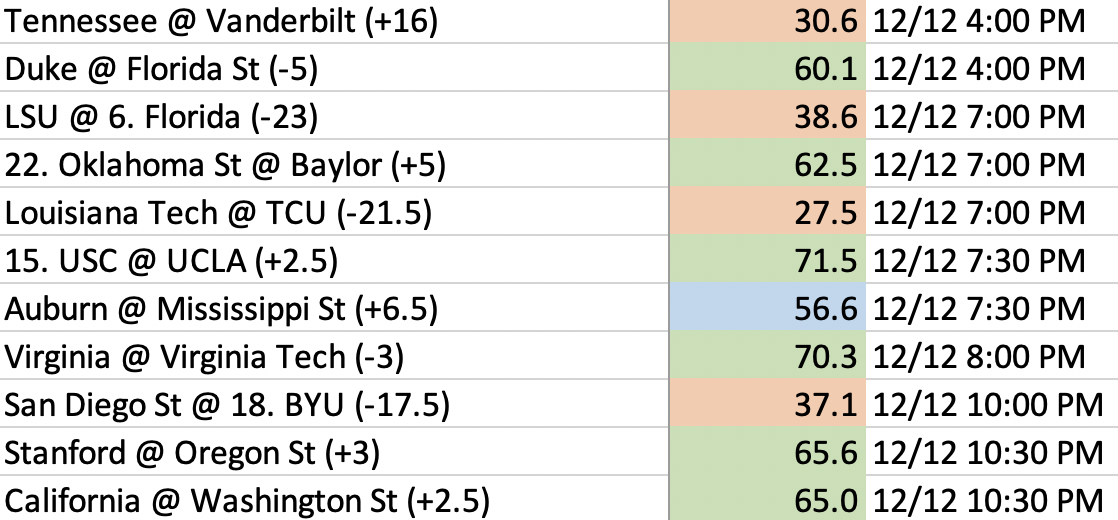 Tennessee @ Vanderbilt (+16) 30.6 12/12 4:00 PM
Duke @ Florida St (-5) 60.1 12/12 4:00 PM
LSU @ 6. Florida (-23) 38.6 12/12 7:00 PM
22. Oklahoma St @ Baylor (+5) 62.5 12/12 7:00 PM
Louisiana Tech @ TCU (-21.5) 27.5 12/12 7:00 PM
15. USC @ UCLA (+2.5) 71.5 12/12 7:30 PM
Auburn @ Mississippi St (+6.5) 56.6 12/12 7:30 PM
Virginia @ Virginia Tech (-3) 70.3 12/12 8:00 PM
San Diego St @ 18. BYU (-17.5) 37.1 12/12 10:00 PM
Stanford @ Oregon St (+3) 65.6 12/12 10:30 PM
California @ Washington St (+2.5) 65.0 12/12 10:30 PM